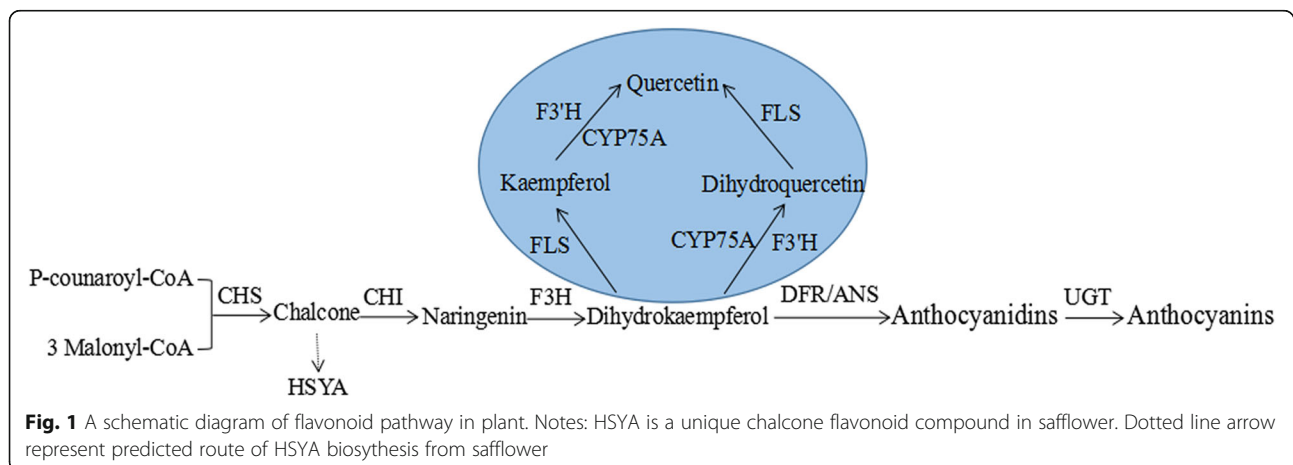 Quercetin
F3'H
FLS
CYP75A
Kaempferol
Dihydroquercetin
FLS
CYP75A
F3'H
P-counaroyl-CoA
CHS
CHI
F3H
DFR/ANS
UGT
Chalcone
Naringenin
Dihydrokaempferol
Anthocyanidins
Anthocyanins
3 Malonyl-CoA
HSYA
Fig. 1 A schematic diagram of flavonoid pathway in plant. Notes: HSYA is a unique chalcone flavonoid compound in safflower. Dotted line arrow
represent predicted route of HSYA biosythesis from safflower